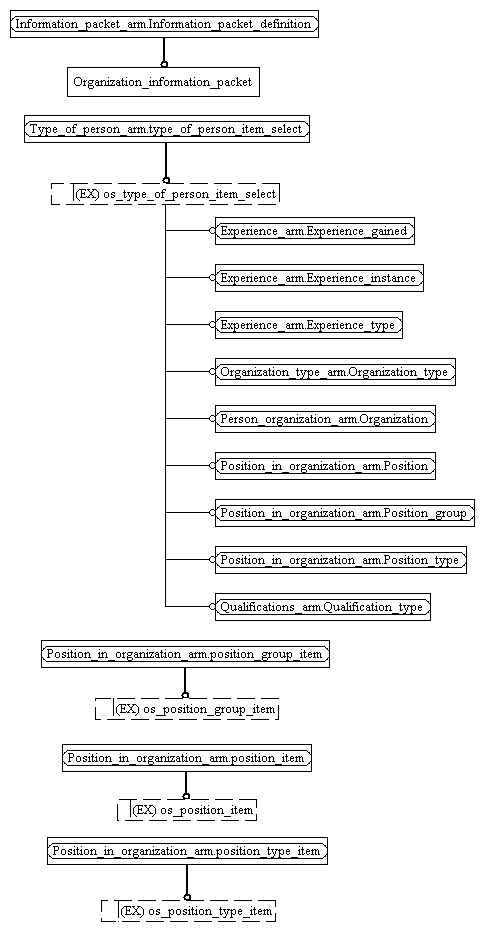 Information_packet_arm.Information_packet_definition
Organization_information_packet
Type_of_person_arm.type_of_person_item_select
(EX) os_type_of_person_item_select
Experience_arm.Experience_gained
Experience_arm.Experience_instance
Experience_arm.Experience_type
Organization_type_arm.Organization_type
Person_organization_arm.Organization
Position_in_organization_arm.Position
Position_in_organization_arm.Position_group
Position_in_organization_arm.Position_type
Qualifications_arm.Qualification_type
Position_in_organization_arm.position_group_item
(EX) os_position_group_item
Position_in_organization_arm.position_item
(EX) os_position_item
Position_in_organization_arm.position_type_item
(EX) os_position_type_item